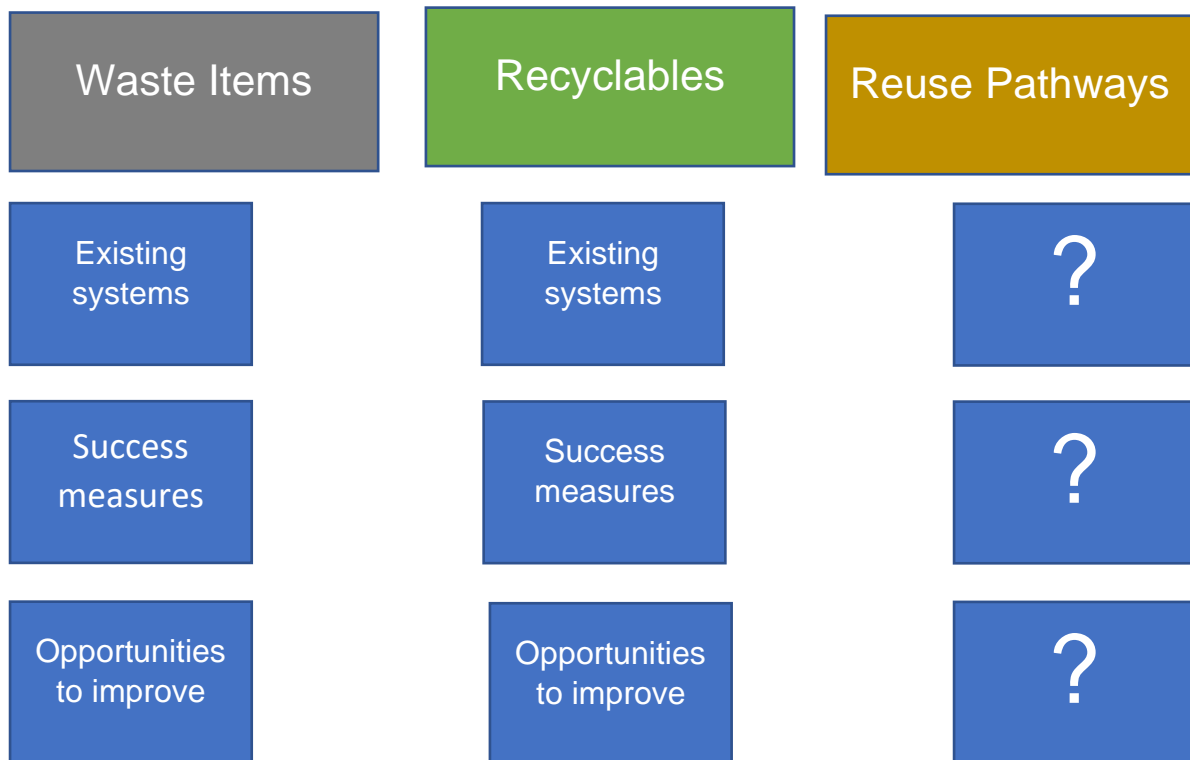 Waste Items
Recyclables
Reuse Pathways
Existing
systems
Existing
systems
?
Success
measures
Success
measures
?
Opportunities
to improve
Opportunities
to improve
?